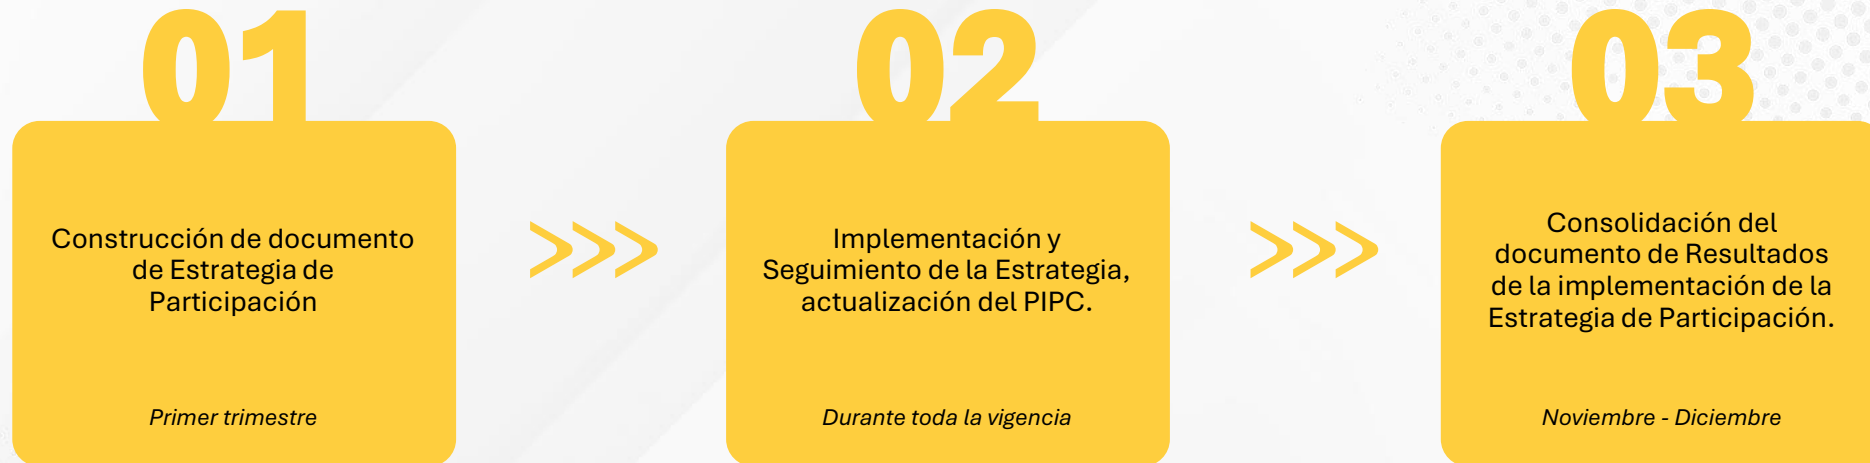 01
Construcción de documento
de Estrategia de
Participación
Primer trimestre
>>>
02
Implementación y
Seguimiento de la Estrategia,
actualización del PIPC.
Durante toda la vigencia
>>>
03
Consolidación del
documento de Resultados
de la implementación de la
Estrategia de Participación.
Noviembre - Diciembre